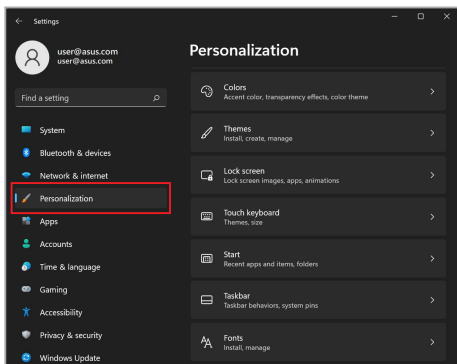 Settings
user@asus.com
user@asus.com
Find a setting
System
Bluetooth & devices
Network & internet
Personalization
Apps
Accounts
Time & language
Gaming
Accessibility
Privacy & security
Windows Update
Personalization
Colors
Accent color, transparency effects, color theme
Themes
Install, create, manage
Lock screen
Lock screen images, apps, animations
Touch keyboard
Themes, size
Start
Recent apps and items, folders
Taskbar
Taskbar behaviors, system pins
Fonts
Install, manage